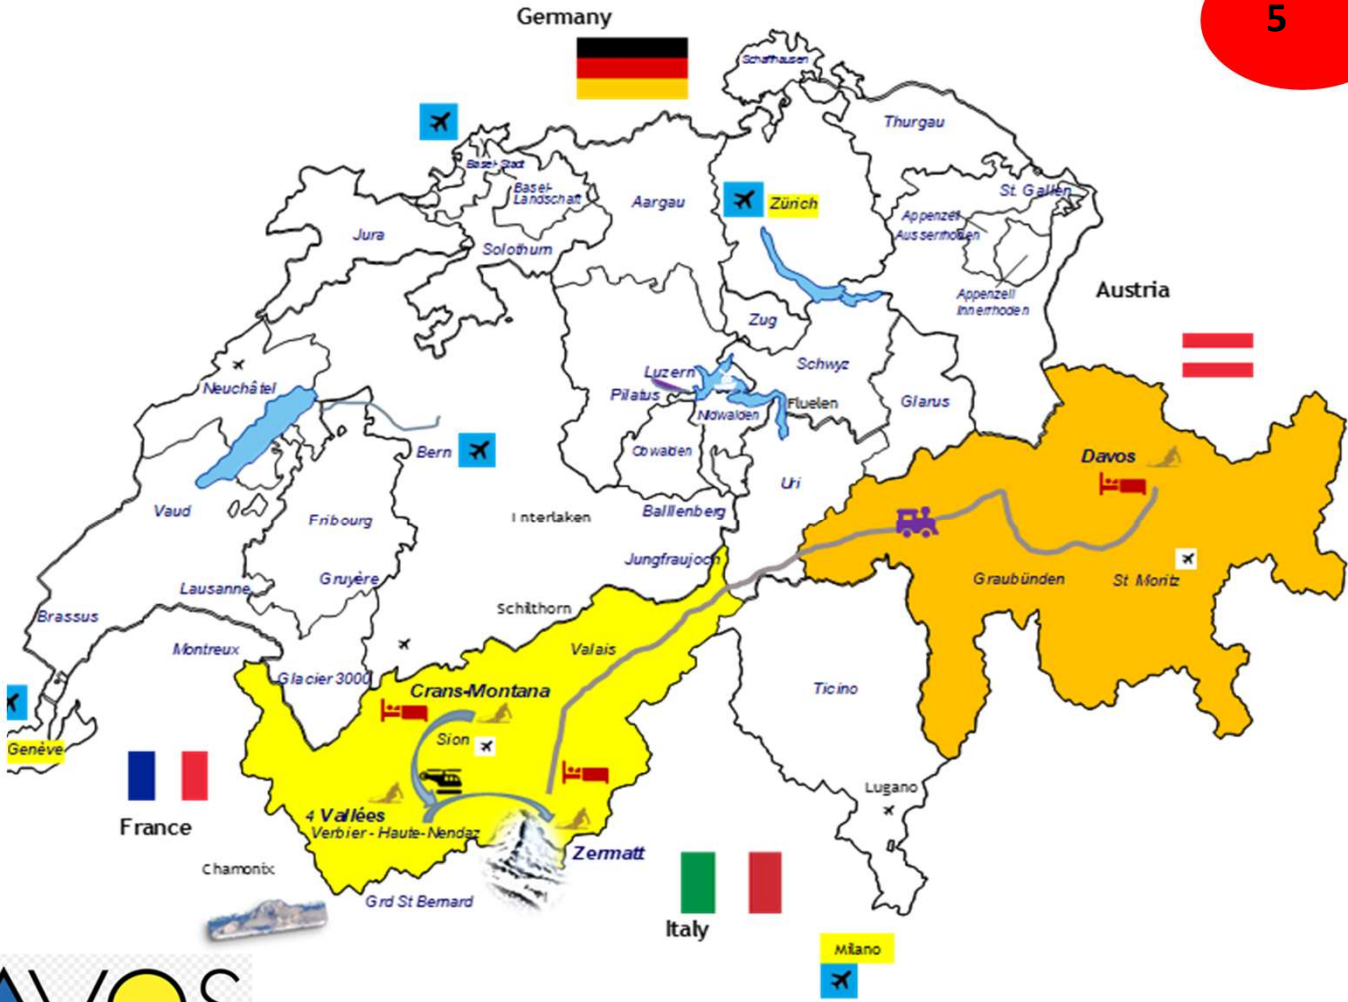 Germany
5
Schaffhausen
Thurgau
Basel-Stadt
Basel-
Landschaft
Aargau
Zürich
St. Gallen
Appenzell
Ausserrhoden
Jura
Solothurn
Austria
Appenzell
Innerrhoden
Zug
Schwyz
Luzern
Neuchâtel
Pilatus
Fluelen
Glarus
Nidwalden
Bern
Obwalden
Davos
Uri
Vaud
Fribourg
Interlaken
Balllenberg
Jungfraujoch
Lausanne
Gruyère
Graubünden
St Moritz
Brassus
Schilthorn
Montreux
Valais
Glacier 3000
Crans-Montana
Ticino
Sion
Genève
Lugano
4 Vallées
France
Verbier - Haute-Nendaz
Zermatt
Chamonix
Grd St Bernard
Italy
Milano
AVOS